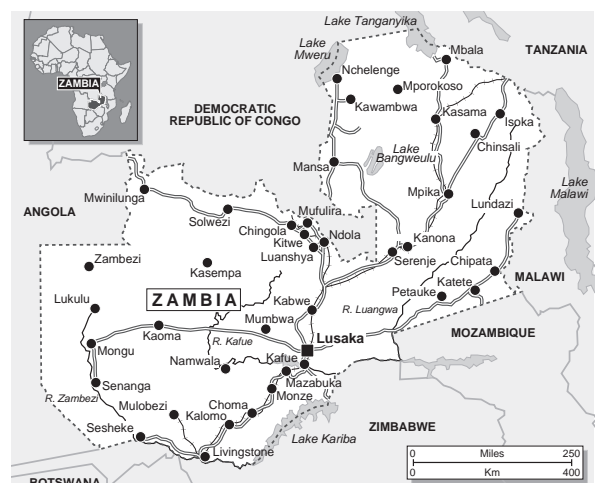 Lake Tanganyika
Lake
Mweru
Mbala
TANZANIA
Nchelenge
Mporokoso
ZAMBIA
Kawambwa
Kasama
Isoka
DEMOCRATIC
REPUBLIC OF CONGO
Chinsali
Lake
Bangweulu
Mansa
Lake
Malawi
Mwinilunga
Mpika
Lundazi
ANGOLA
Solwezi
Mufulira
Chingola
Kitwe
Ndola
Luanshya
Kanona
Serenje
Zambezi
Kasempa
Chipata
MALAWI
Katete
Petauke
Lukulu
ZAMBIA
Kabwe
R. Luangwa
Mumbwa
MOZAMBIQUE
Kaoma
R. Kafue
Lusaka
Mongu
Namwala
Kafue
Senanga
Mazabuka
Monze
R. Zambezi
Mulobezi
Choma
Kalomo
Sesheke
Lake Kariba
ZIMBABWE
Livingstone
0 Miles 250
0 Km 400
BOTSWANA